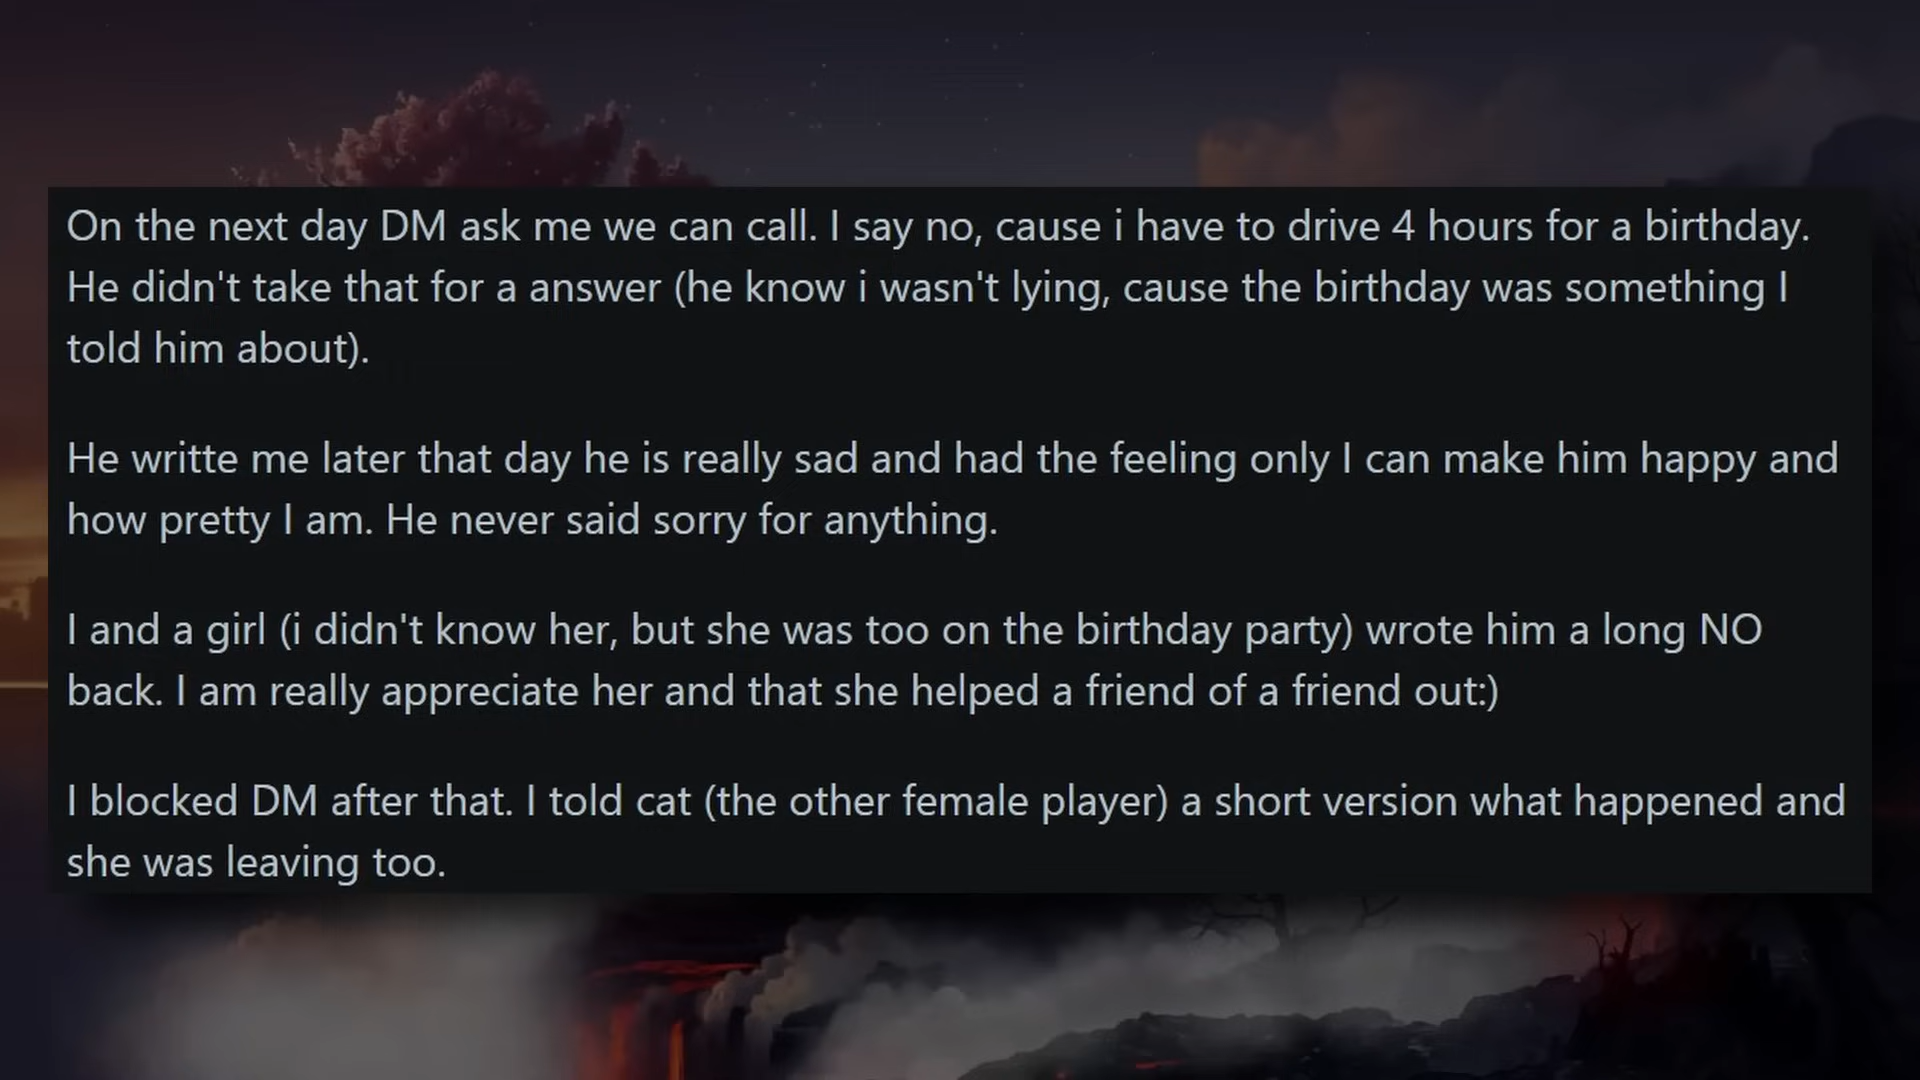 On the next day DM ask me we can call. I say no, cause i have to drive 4 hours for a birthday.
He didn't take that for a answer (he know i wasn't lying, cause the birthday was something I
told him about).
He writte me later that day he is really sad and had the feeling only I can make him happy and
how pretty I am. He never said sorry for anything.
I and a girl (i didn't know her, but she was too on the birthday party) wrote him a long NO
back. I am really appreciate her and that she helped a friend of a friend out:)
I blocked DM after that. I told cat (the other female player) a short version what happened and
she was leaving too.